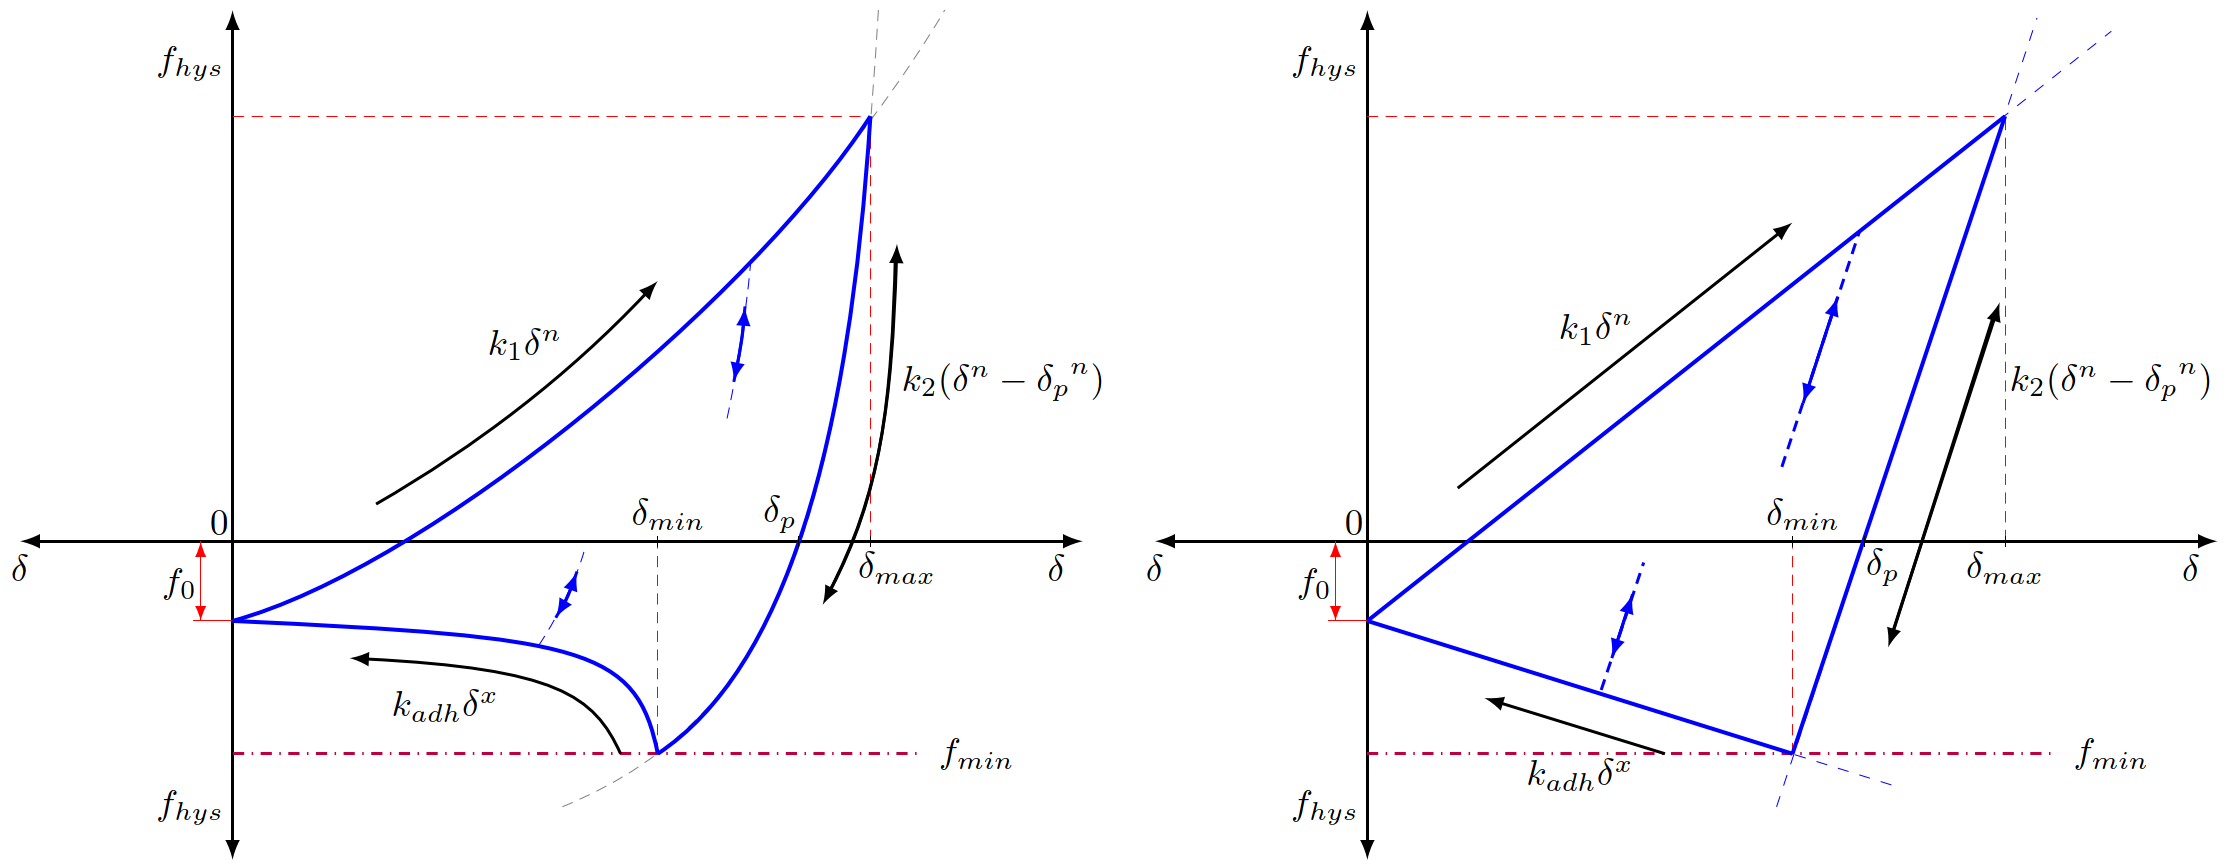 f_{hys}
k_1δ^n
k_2(δ^n − δ_p^n)
0
δ_{min}
δ_p
δ
f_0
δ_{max}
δ
k_{adh}δ^x
f_{min}
f_{hys}
f_{hys}
k_1δ^n
k_2(δ^n − δ_p^n)
0
δ_{min}
δ
f_0
δ_p
δ_{max}
δ
k_{adh}δ^x
f_{min}
f_{hys}